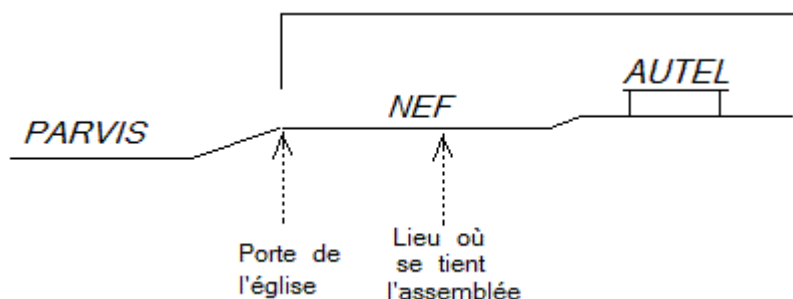 AUTEL
NEF
PARVIS
Porte de
l'église
Lieu où
se tient
l'assemblée